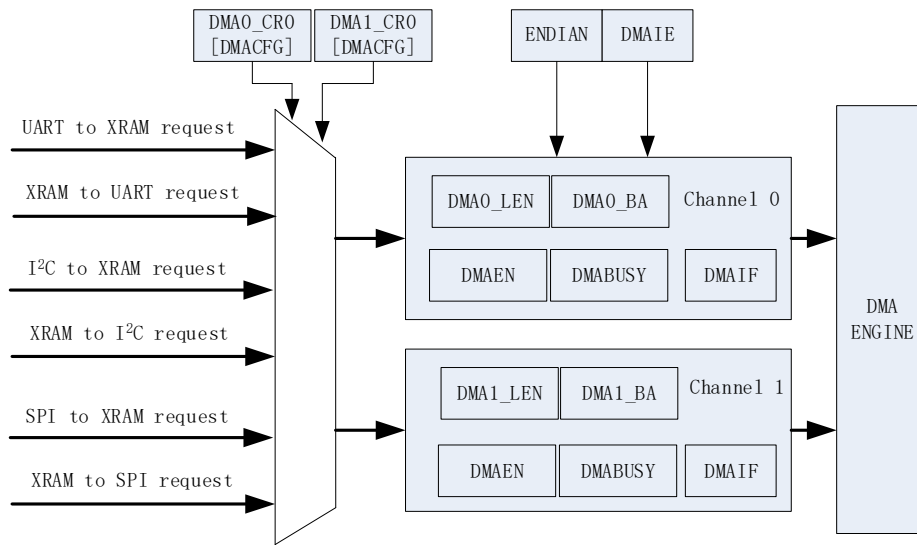 DMA0_CR0
[DMACFG]
DMA1_CR0
[DMACFG]
ENDIAN
DMAIE
UART to XRAM request
XRAM to UART request
I²C to XRAM request
XRAM to I²C request
SPI to XRAM request
XRAM to SPI request
DMA0_LEN
DMA0_BA
Channel 0
DMAEN
DMABUSY
DMAIF
DMA1_LEN
DMA1_BA
Channel 1
DMAEN
DMABUSY
DMAIF
DMA
ENGINE